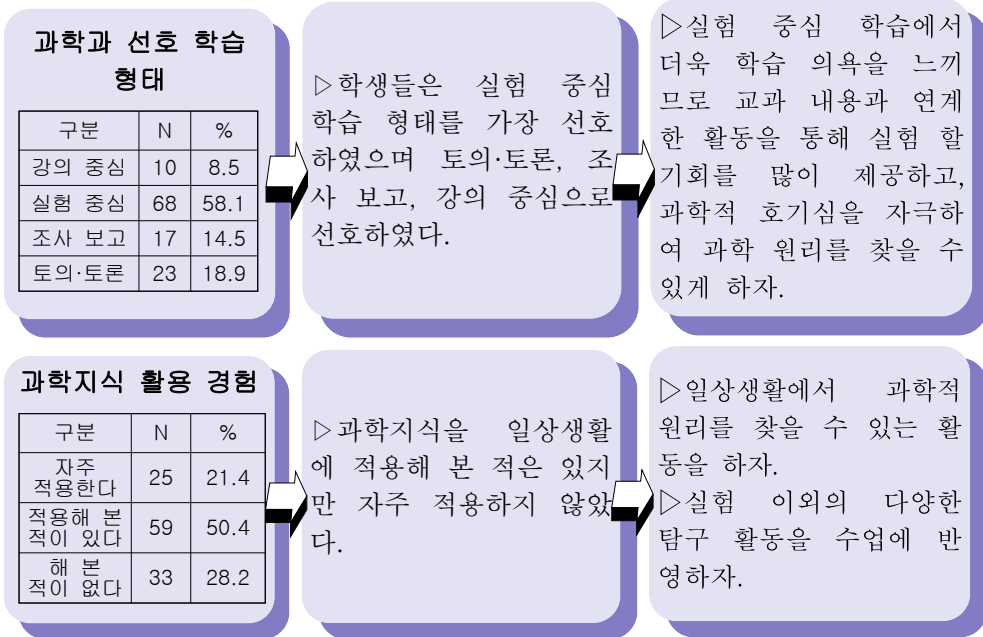 과학과 선호 학습
형태
구분 N %
강의 중심 10 8.5
실험 중심 68 58.1
조사 보고 17 14.5
토의·토론 23 18.9
▷학생들은 실험 중심
학습 형태를 가장 선호
하였으며 토의·토론, 조
사 보고, 강의 중심으로
선호하였다.
▷실험 중심 학습에서
더욱 학습 의욕을 느끼
므로 교과 내용과 연계
한 활동을 통해 실험 할
기회를 많이 제공하고,
과학적 호기심을 자극하
여 과학 원리를 찾을 수
있게 하자.
과학지식 활용 경험
구분 N %
자주
적용한다 25 21.4
적용해 본
적이 있다 59 50.4
해 본
적이 없다 33 28.2
▷과학지식을 일상생활
에 적용해 본 적은 있지
만 자주 적용하지 않았
다.
▷일상생활에서 과학적
원리를 찾을 수 있는 활
동을 하자.
▷실험 이외의 다양한
탐구 활동을 수업에 반
영하자.